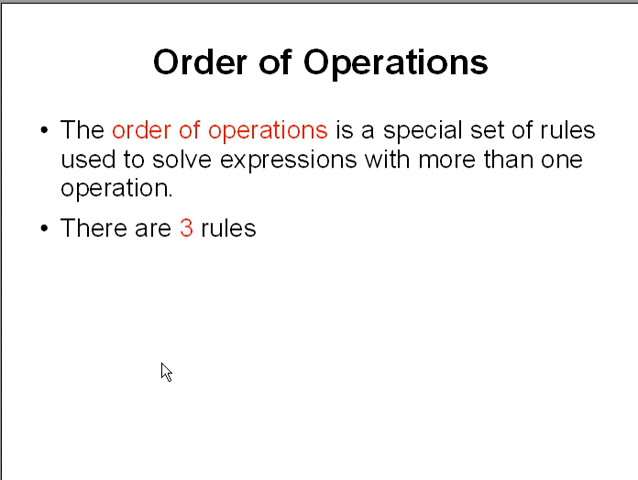 Order of Operations
• The order of operations is a special set of rules
used to solve expressions with more than one
operation.
• There are 3 rules